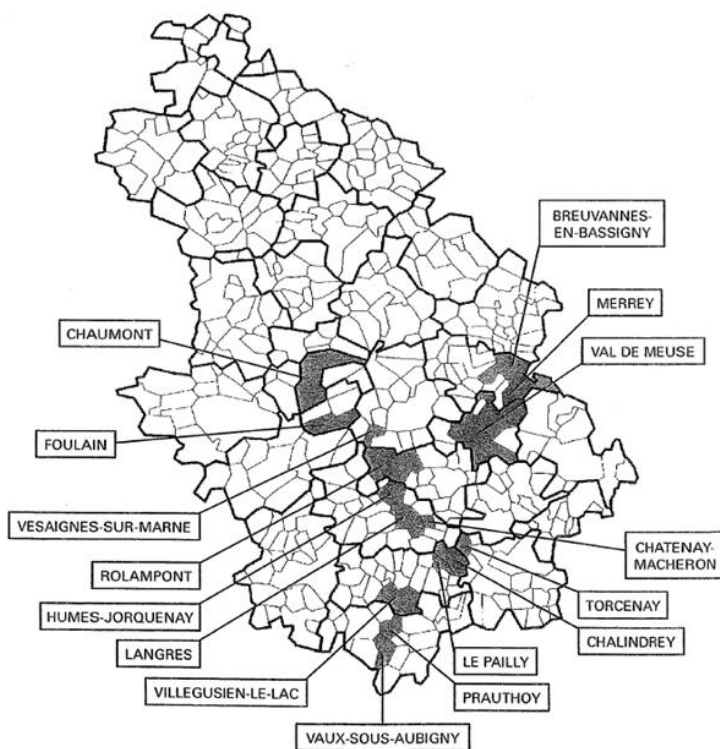 BREUVANNES-
EN-BASSIGNY
MERREY
CHAUMONT
VAL DE MEUSE
FOULAIN
VESAIGNES-SUR-MARNE
CHATENAY-
MACHERON
ROLAMPONT
TORCENAY
HUMES-JORQUENAY
CHALINDREY
LANGRES
LE PAILLY
VILLEGUSIEN-LE-LAC
PRAUTHOY
VAUX-SOUS-AUBIGNY